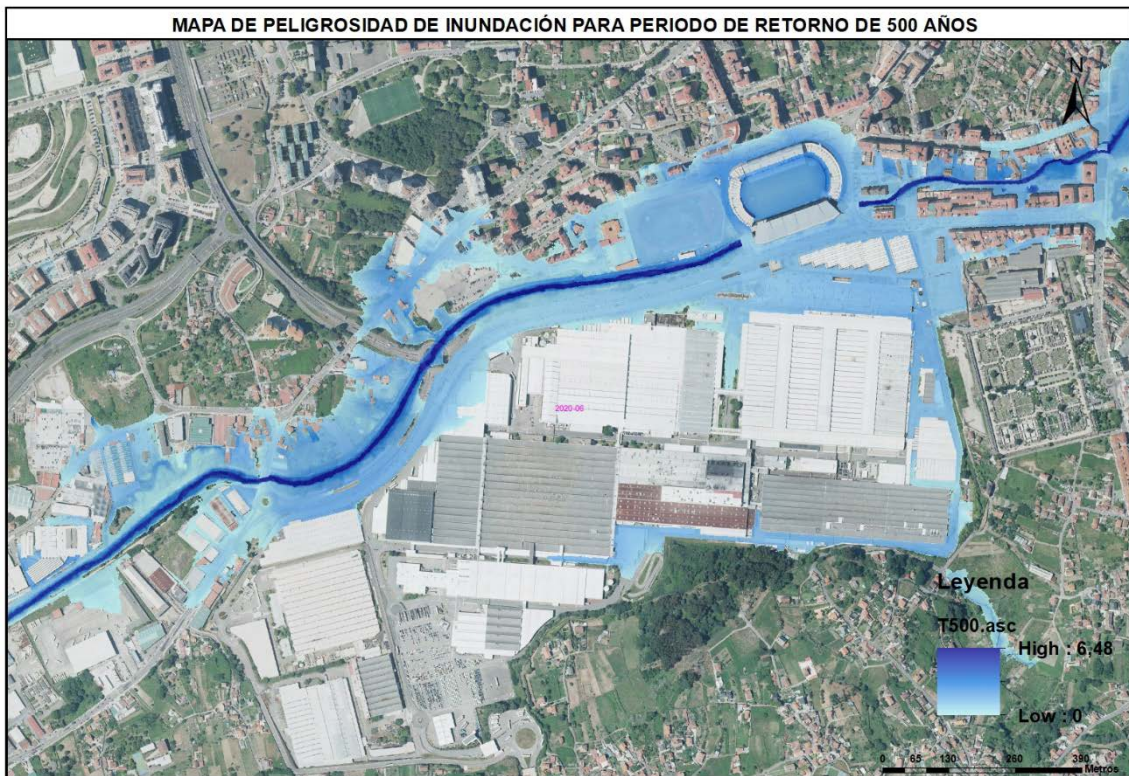 MAPA DE PELIGROSIDAD DE INUNDACIÓN PARA PERIODO DE RETORNO DE 500 AÑOS
N
2020-06
Leyenda
T500.asc
High : 6,48
Low : 0
0 65 130 260 390
Metros